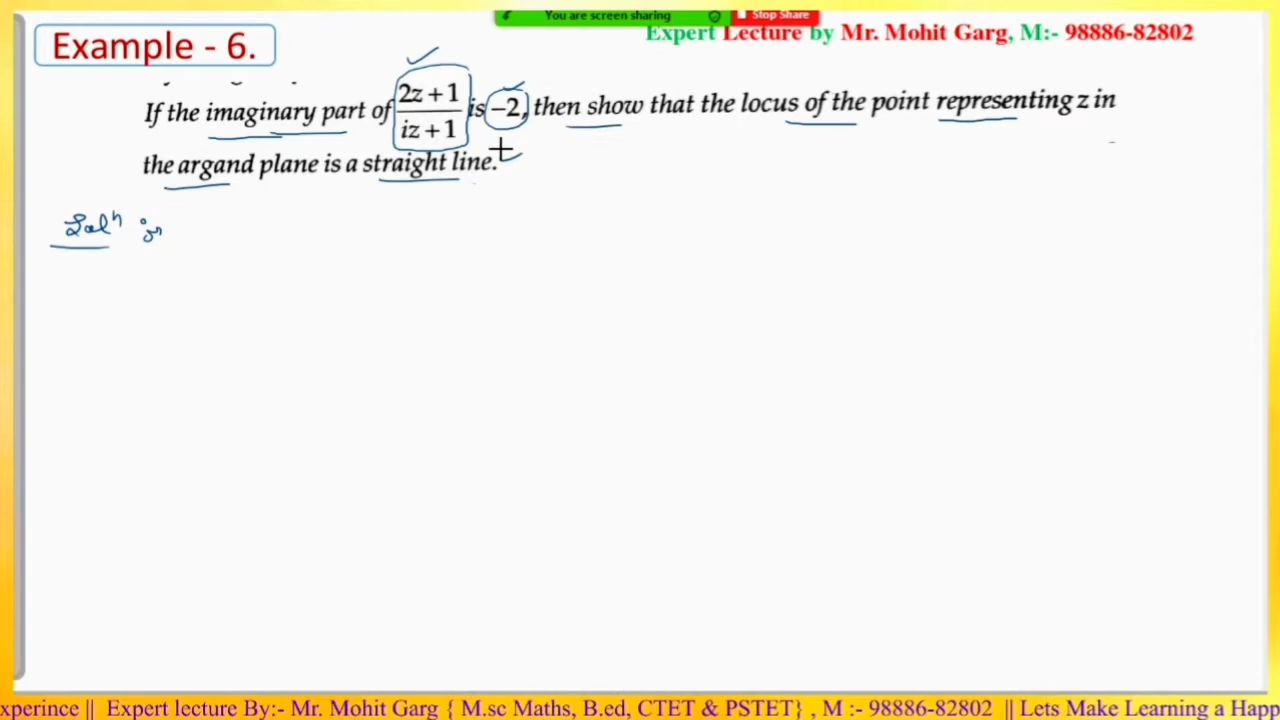 You are screen sharing Stop Share
Example - 6.
Expert Lecture by Mr. Mohit Garg, M:- 98886-82802
If the imaginary part of \frac{2z+1}{iz+1} is –2, then show that the locus of the point representing z in
the argand plane is a straight line.
Solⁿ :-
xperince || Expert lecture By:- Mr. Mohit Garg { M.sc Maths, B.ed, CTET & PSTET} , M :- 98886-82802 || Lets Make Learning a Happ